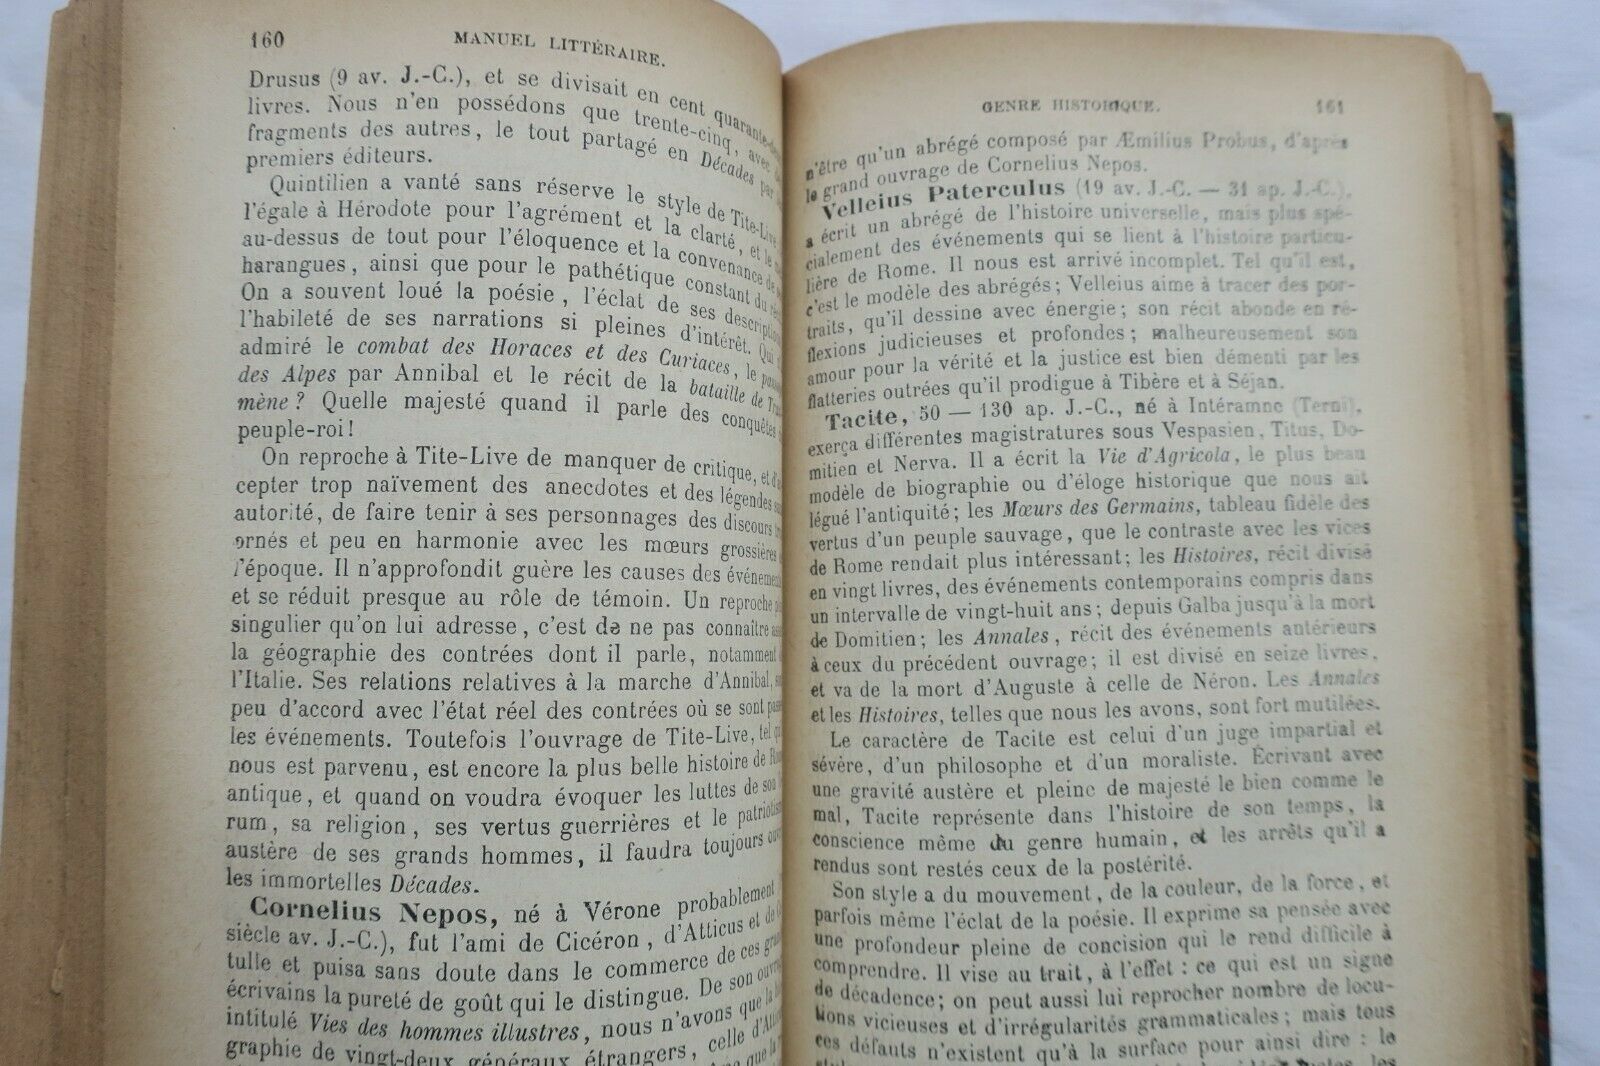 160
MANUEL LITTÉRAIRE.
Drusus (9 av. J.-C.), et se divisait en cent quarante-deux
livres. Nous n'en possédons que trente-cinq, avec
fragments des autres, le tout partagé en Décades par
premiers éditeurs.
Quintilien a vanté sans réserve le style de Tite-Live
l'égale à Hérodote pour l'agrément et la clarté, et le
au-dessus de tout pour l'éloquence et la convenance de
harangues, ainsi que pour le pathétique constant du
On a souvent loué la poésie, l'éclat de ses description
l'habileté de ses narrations si pleines d'intérêt. Qui
admiré le combat des Horaces et des Curiaces, le
des Alpes par Annibal et le récit de la bataille de
mène? Quelle majesté quand il parle des conquêtes
peuple-roi!
On reproche à Tite-Live de manquer de critique, et
cepter trop naïvement des anecdotes et des légendes
autorité, de faire tenir à ses personnages des discours
ornés et peu en harmonie avec les mœurs grossières
l'époque. Il n'approfondit guère les causes des événement
et se réduit presque au rôle de témoin. Un reproche
singulier qu'on lui adresse, c'est de ne pas connaître
la géographie des contrées dont il parle, notamment
l'Italie. Ses relations relatives à la marche d'Annibal,
peu d'accord avec l'état réel des contrées où se sont
les événements. Toutefois l'ouvrage de Tite-Live, tel
nous est parvenu, est encore la plus belle histoire de
antique, et quand on voudra évoquer les luttes de son
rum, sa religion, ses vertus guerrières et le patriotism
austère de ses grands hommes, il faudra toujours
les immortelles Décades.
Cornelius Nepos, né à Vérone probablement
siècle av. J.-C.), fut l'ami de Cicéron, d'Atticus et de
tulle et puisa sans doute dans le commerce de ces
écrivains la pureté de goût qui le distingue. De son
intitulé Vies des hommes illustres, nous n'avons que la
graphie de vingt-deux généraux étrangers, celle
que la
GENRE HISTORIQUE.
161
n'être qu'un abrégé composé par Æmilius Probus, d'après
le grand ouvrage de Cornelius Nepos.
Velleius Paterculus (19 av. J.-C. — 31 ap. J.-C.),
a écrit un abrégé de l'histoire universelle, mais plus spé-
cialement des événements qui se lient à l'histoire particu-
lière de Rome. Il nous est arrivé incomplet. Tel qu'il est,
c'est le modèle des abrégés; Velleius aime à tracer des por-
traits, qu'il dessine avec énergie; son récit abonde en ré-
flexions judicieuses et profondes; malheureusement son
amour pour la vérité et la justice est bien démenti par les
flatteries outrées qu'il prodigue à Tibère et à Séjan.
Tacite, 50 — 130 ap. J.-C., né à Intéramne (Terni),
exerça différentes magistratures sous Vespasien, Titus, Do-
mitien et Nerva. Il a écrit la Vie d'Agricola, le plus beau
modèle de biographie ou d'éloge historique que nous ait
légué l'antiquité; les Mœurs des Germains, tableau fidèle des
vertus d'un peuple sauvage, que le contraste avec les vices
de Rome rendait plus intéressant; les Histoires, récit divisé
en vingt livres, des événements contemporains compris dans
un intervalle de vingt-huit ans; depuis Galba jusqu'à la mort
de Domitien; les Annales, récit des événements antérieurs
à ceux du précédent ouvrage; il est divisé en seize livres,
et va de la mort d'Auguste à celle de Néron. Les Annales
et les Histoires, telles que nous les avons, sont fort mutilées.
Le caractère de Tacite est celui d'un juge impartial et
sévère, d'un philosophe et d'un moraliste. Écrivant avec
une gravité austère et pleine de majesté le bien comme le
mal, Tacite représente dans l'histoire de son temps, la
conscience même du genre humain, et les arrêts qu'il a
rendus sont restés ceux de la postérité.
Son style a du mouvement, de la couleur, de la force, et
parfois même l'éclat de la poésie. Il exprime sa pensée avec
une profondeur pleine de concision qui le rend difficile à
comprendre. Il vise au trait, à l'effet: ce qui est un signe
de décadence; on peut aussi lui reprocher nombre de locu-
tions vicieuses et d'irrégularités grammaticales; mais tous
ces défauts n'existent qu'à la surface pour ainsi dire: le
les